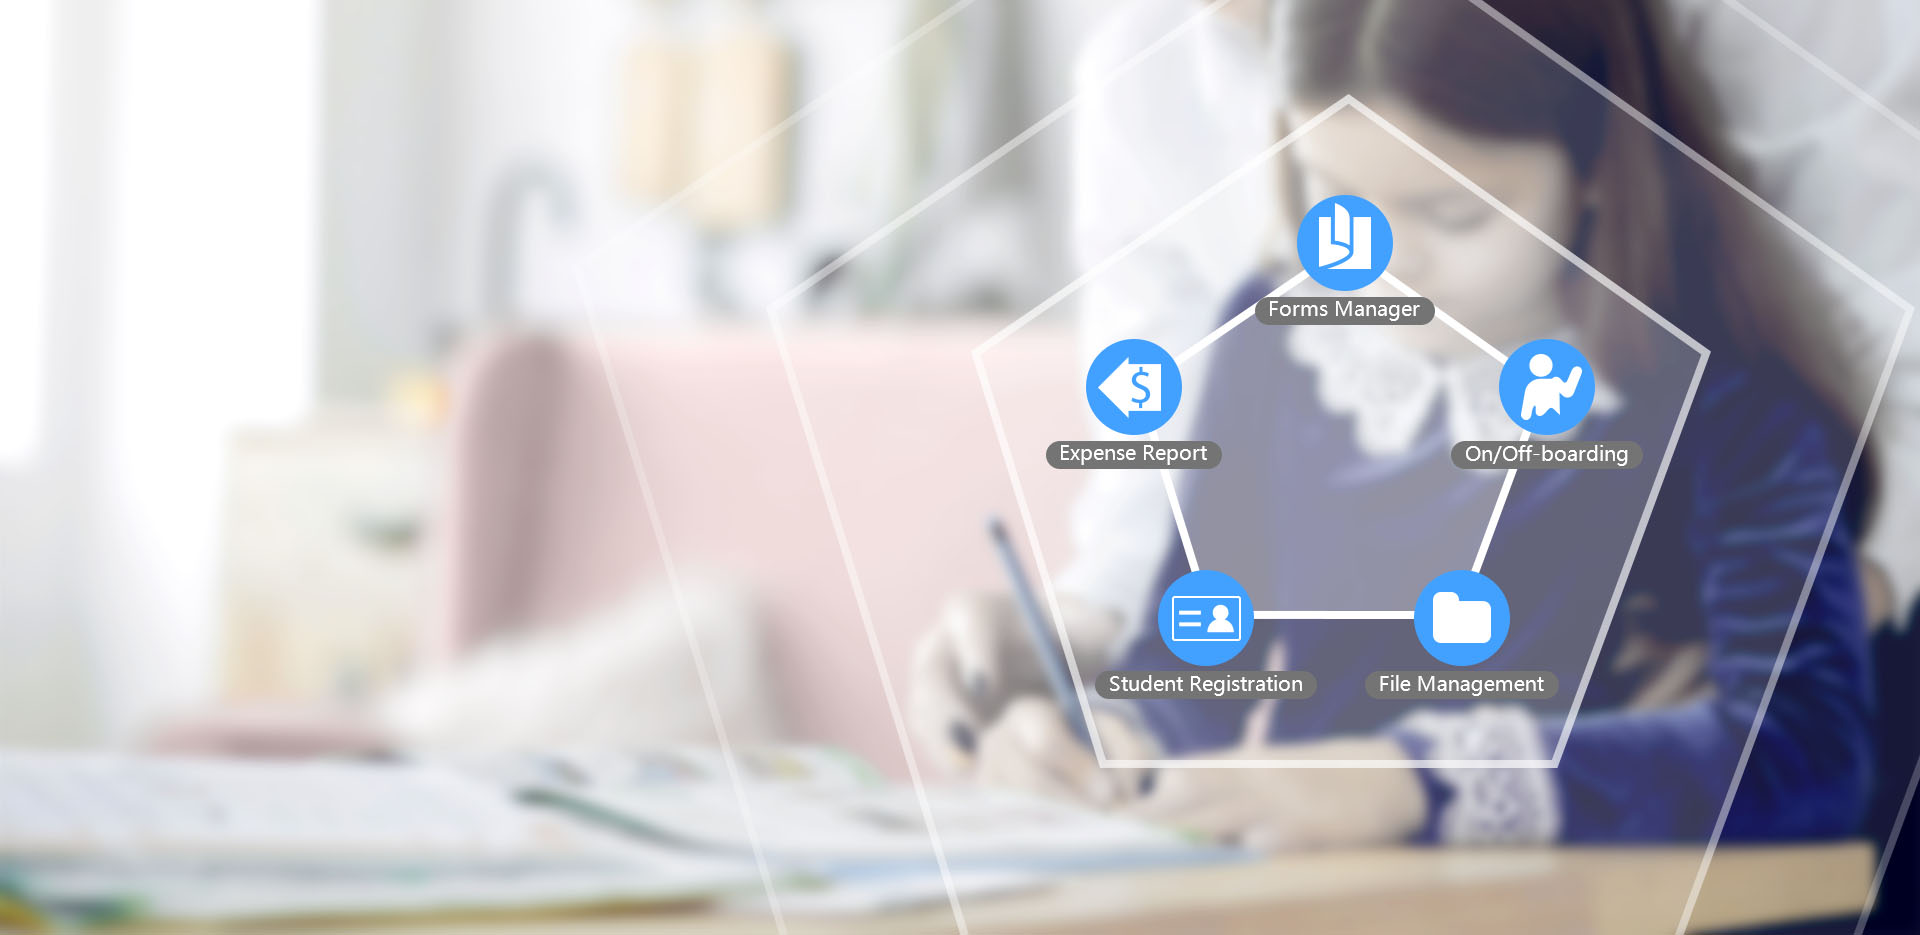 Forms Manager
Expense Report
On/Off-boarding
Student Registration
File Management